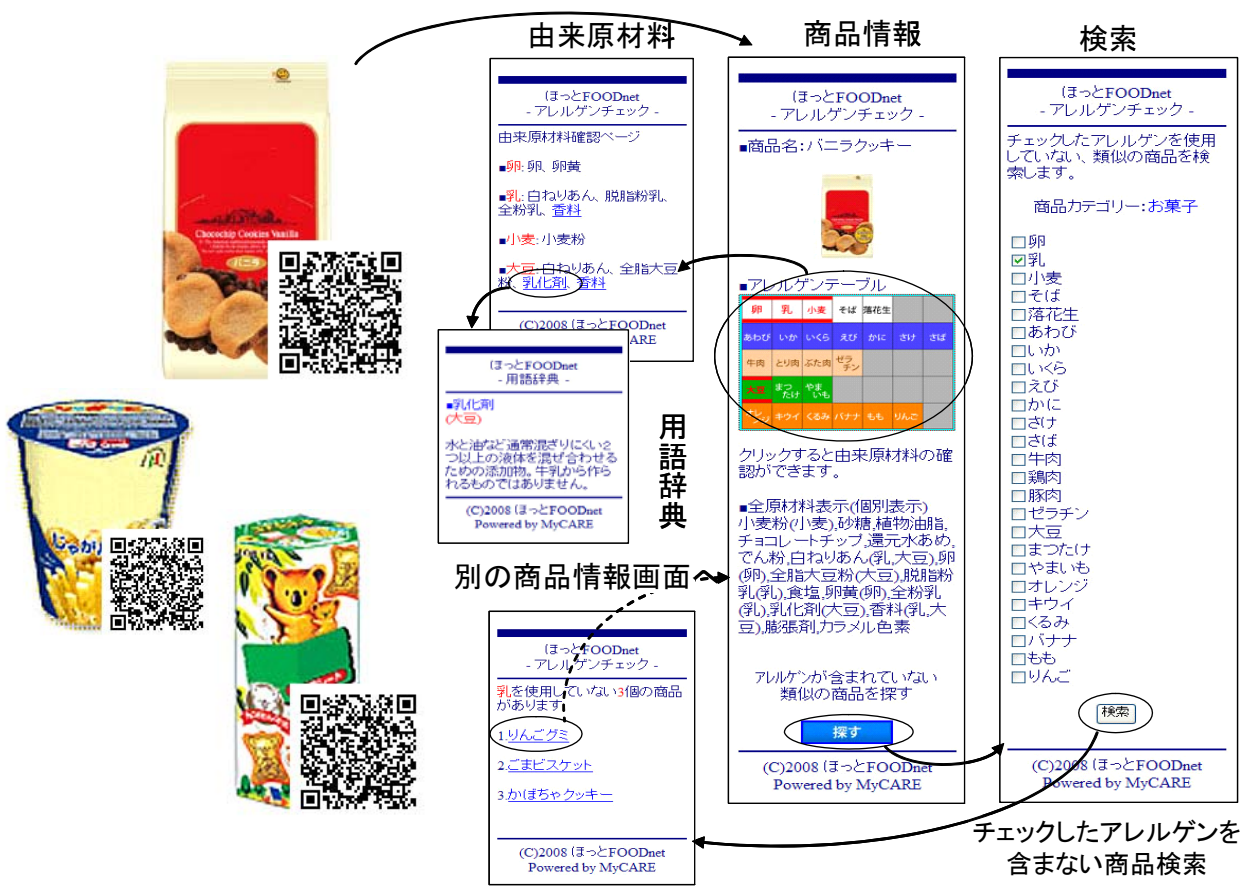 由来原材料
商品情報
検索
Chocochip Cookies Vanilla
バニラ
じゃが
ほっとFOODnet
- アレルゲンチェック -
由来原材料確認ページ
■卵: 卵、卵黄
■乳: 白ねりあん、脱脂粉乳、
全粉乳、香料
■小麦: 小麦粉
■大豆: 白ねりあん、全脂大豆
粉、乳化剤、香料
(C)2008 ほっとFOODnet
ARE
ほっとFOODnet
- 用語辞典 -
■乳化剤
(大豆)
水と油など通常混ざりにくい2
つ以上の液体を混ぜ合わせる
ための添加物。牛乳から作ら
れるものではありません。
(C)2008 ほっとFOODnet
Powered by MyCARE
用語辞典
別の商品情報画面へ
ほっとFOODnet
- アレルゲンチェック -
乳を使用していない3個の商品
があります
1.りんごグミ
2.ごまビスケット
3.かぼちゃクッキー
(C)2008 ほっとFOODnet
Powered by MyCARE
ほっとFOODnet
- アレルゲンチェック -
■商品名：バニラクッキー
■アレルゲンテーブル
卵 乳 小麦 そば 落花生
あわび いか いくら えび かに さけ さば
牛肉 とり肉 ぶた肉 ゼラチン
大豆 まつたけ やまいも
オレンジ キウイ くるみ バナナ もも りんご
クリックすると由来原材料の確
認ができます。
■全原材料表示(個別表示)
小麦粉(小麦),砂糖,植物油脂,
チョコレートチップ,還元水あめ,
でん粉,白ねりあん(乳,大豆),卵
(卵),全脂大豆粉(大豆),脱脂粉
乳(乳),食塩,卵黄(卵),全粉乳
(乳),乳化剤(大豆),香料(乳,大
豆),膨張剤,カラメル色素
アレルゲンが含まれていない
類似の商品を探す
探す
(C)2008 ほっとFOODnet
Powered by MyCARE
ほっとFOODnet
- アレルゲンチェック -
チェックしたアレルゲンを使用
していない、類似の商品を検
索します。
商品カテゴリー：お菓子
卵
乳
小麦
そば
落花生
あわび
いか
いくら
えび
かに
さけ
さば
牛肉
鶏肉
豚肉
ゼラチン
大豆
まつたけ
やまいも
オレンジ
キウイ
くるみ
バナナ
もも
りんご
検索
(C)2008 ほっとFOODnet
Powered by MyCARE
チェックしたアレルゲンを
含まない商品検索